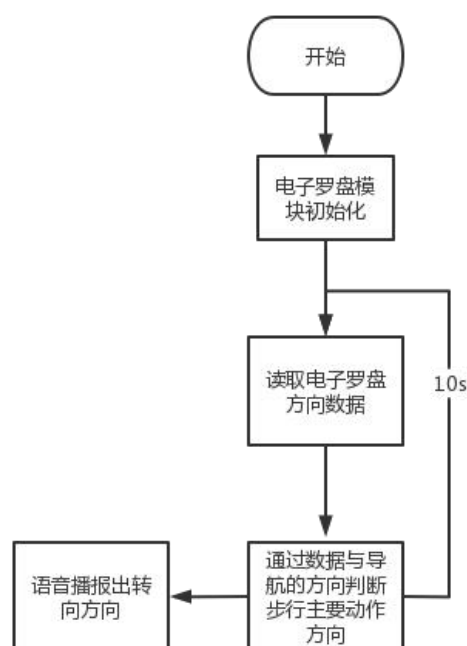 开始
电子罗盘模
块初始化
读取电子罗盘
方向数据
10s
通过数据与导
航的方向判断
步行主要动作
方向
语音播报出转
向方向